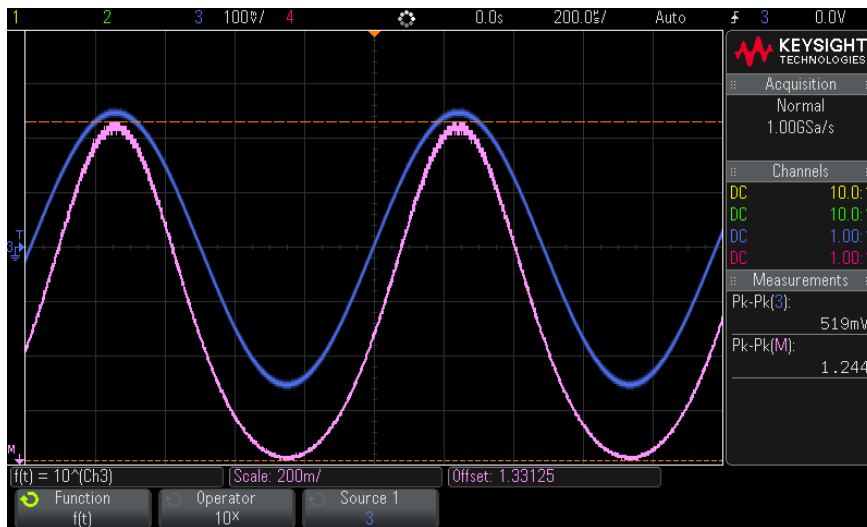 1 2 3 100㎷/ 4 0.0s 200.0㎲/ Auto 3 0.0V
KEYSIGHT
TECHNOLOGIES
Acquisition
Normal
1.00GSa/s
Channels
DC 10.0:
DC 10.0:
DC 1.00:
DC 1.00:
Measurements
Pk-Pk(3):
519mV
Pk-Pk(M):
1.244
T
3
M
f(t) = 10^(Ch3) Scale: 200m/ Offset: 1.33125
Function Operator Source 1
f(t) 10ˣ 3